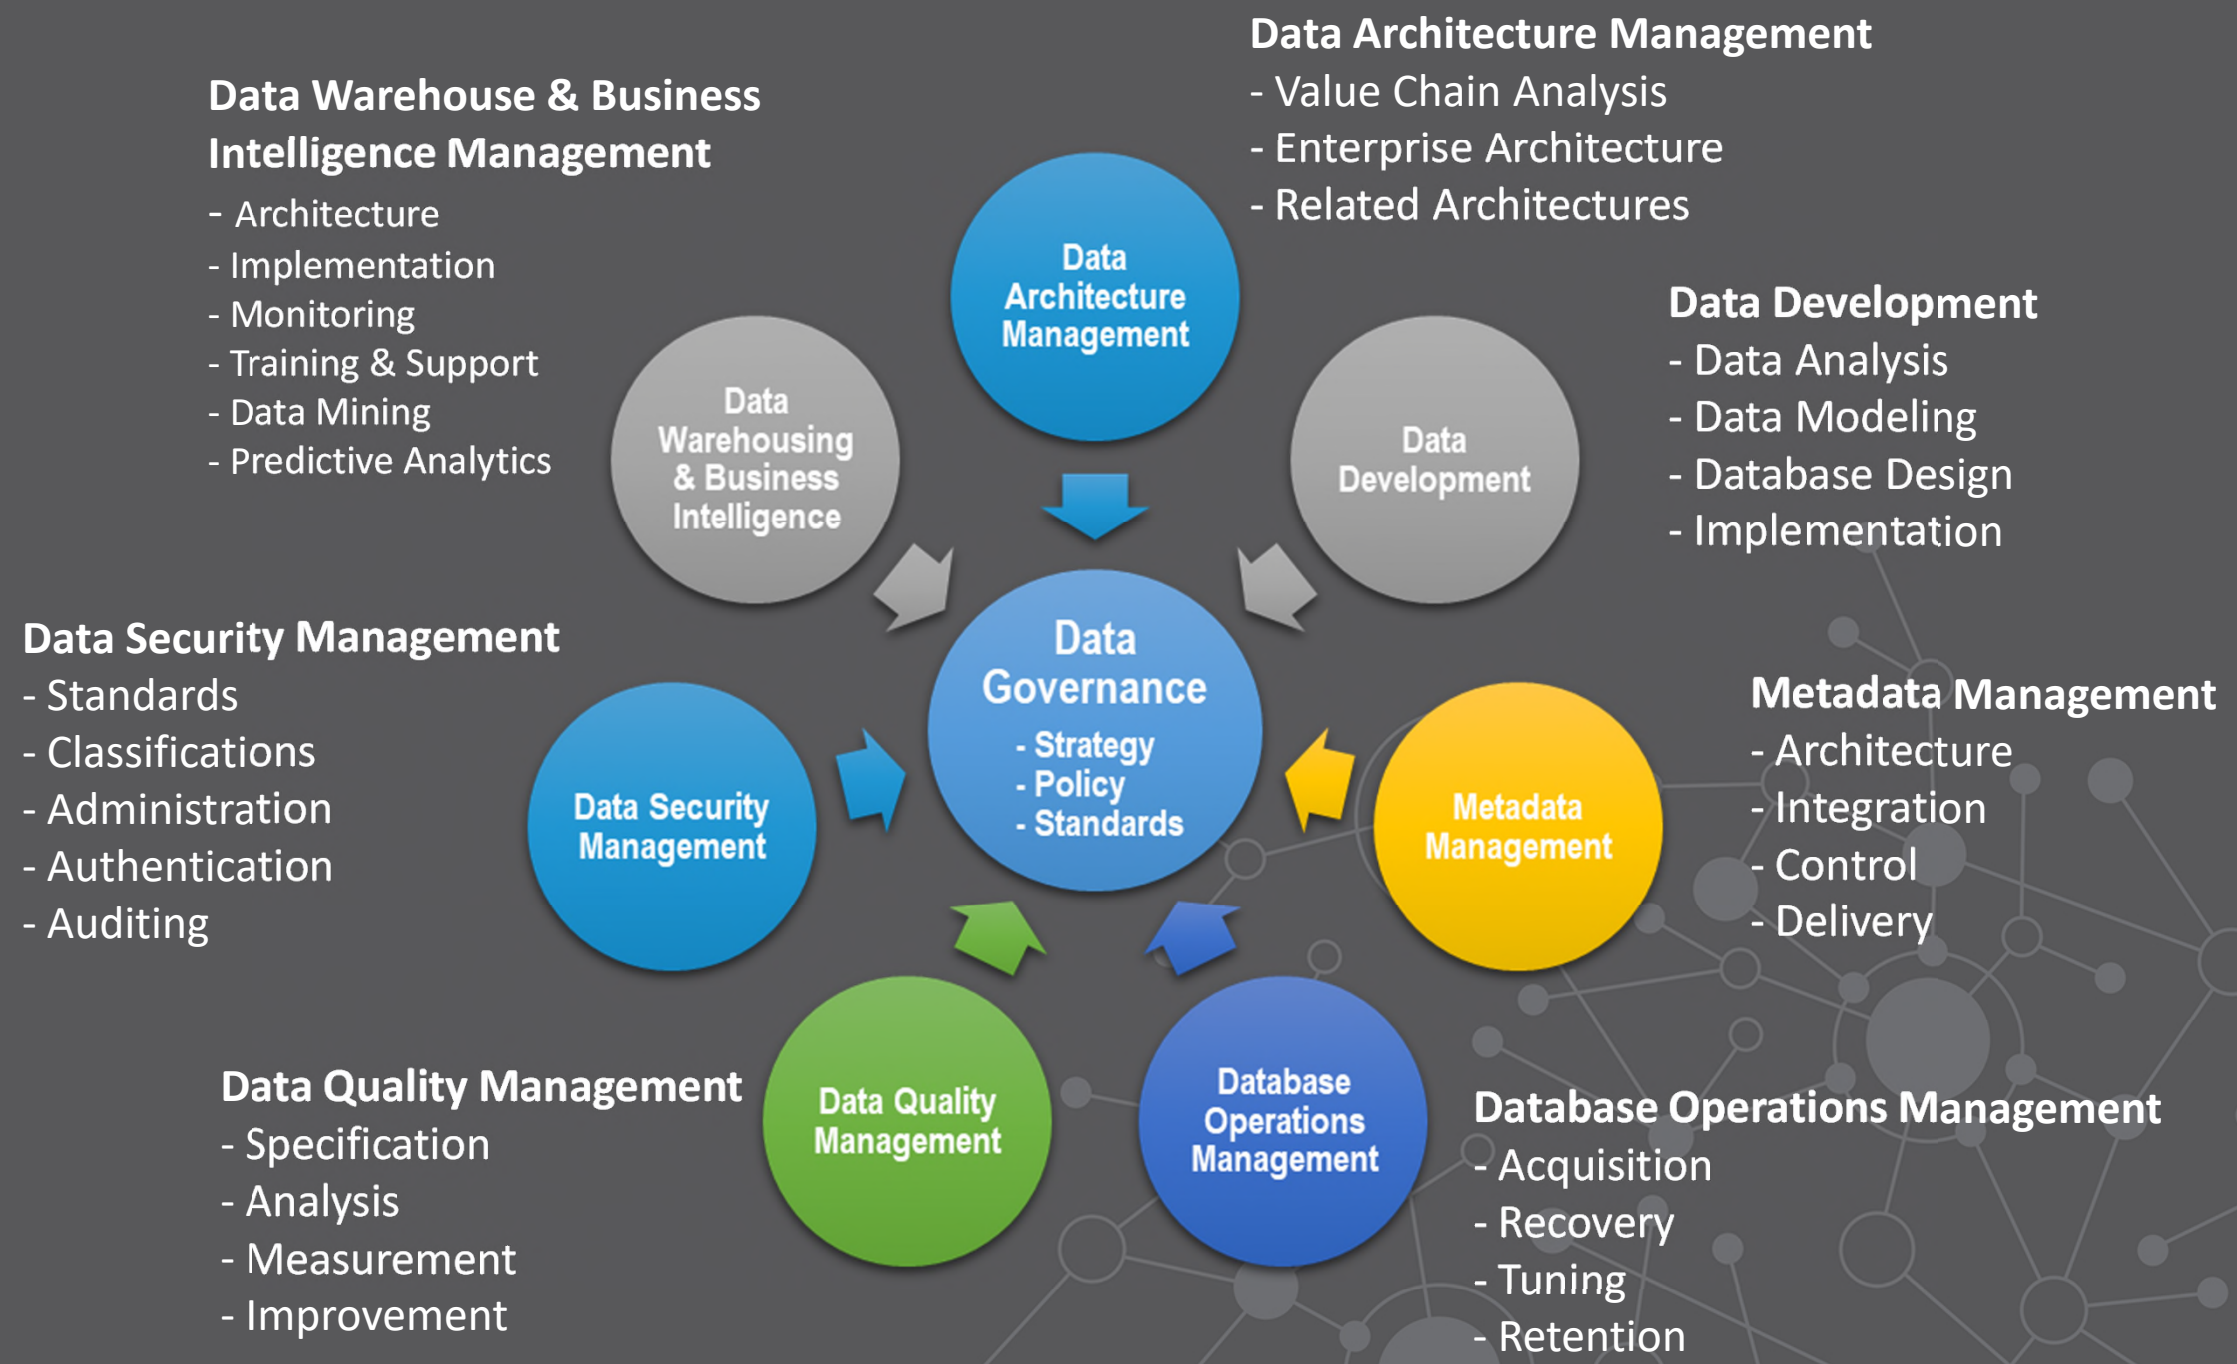 Data Architecture Management
- Value Chain Analysis
- Enterprise Architecture
- Related Architectures
Data Warehouse & Business
Intelligence Management
- Architecture
- Implementation
- Monitoring
- Training & Support
- Data Mining
- Predictive Analytics
Data
Architecture
Management
Data Development
- Data Analysis
- Data Modeling
- Database Design
- Implementation
Data
Warehousing
& Business
Intelligence
Data
Development
Data Security Management
- Standards
- Classifications
- Administration
- Authentication
- Auditing
Data
Governance
- Strategy
- Policy
- Standards
Metadata Management
- Architecture
- Integration
- Control
- Delivery
Data Security
Management
Metadata
Management
Data Quality Management
- Specification
- Analysis
- Measurement
- Improvement
Data Quality
Management
Database
Operations
Management
Database Operations Management
- Acquisition
- Recovery
- Tuning
- Retention